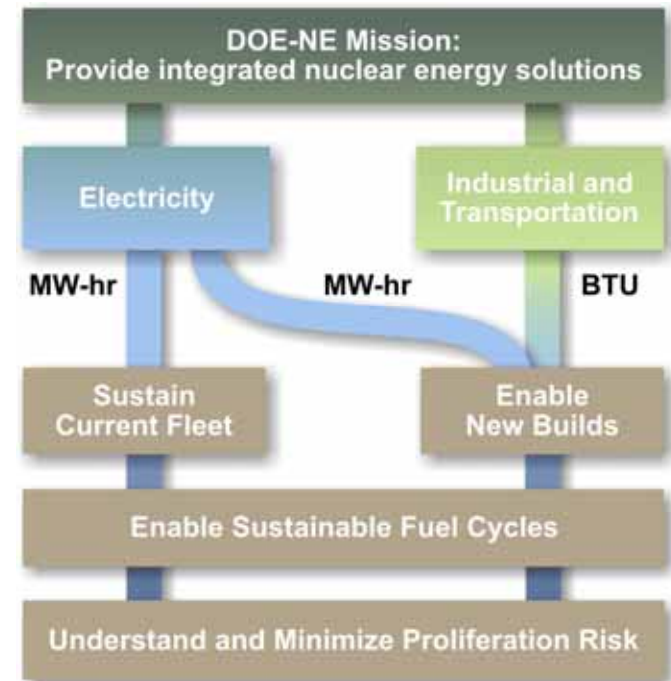 DOE-NE Mission:
Provide integrated nuclear energy solutions
Electricity
Industrial and
Transportation
MW-hr
MW-hr
BTU
Sustain
Current Fleet
Enable
New Builds
Enable Sustainable Fuel Cycles
Understand and Minimize Proliferation Risk